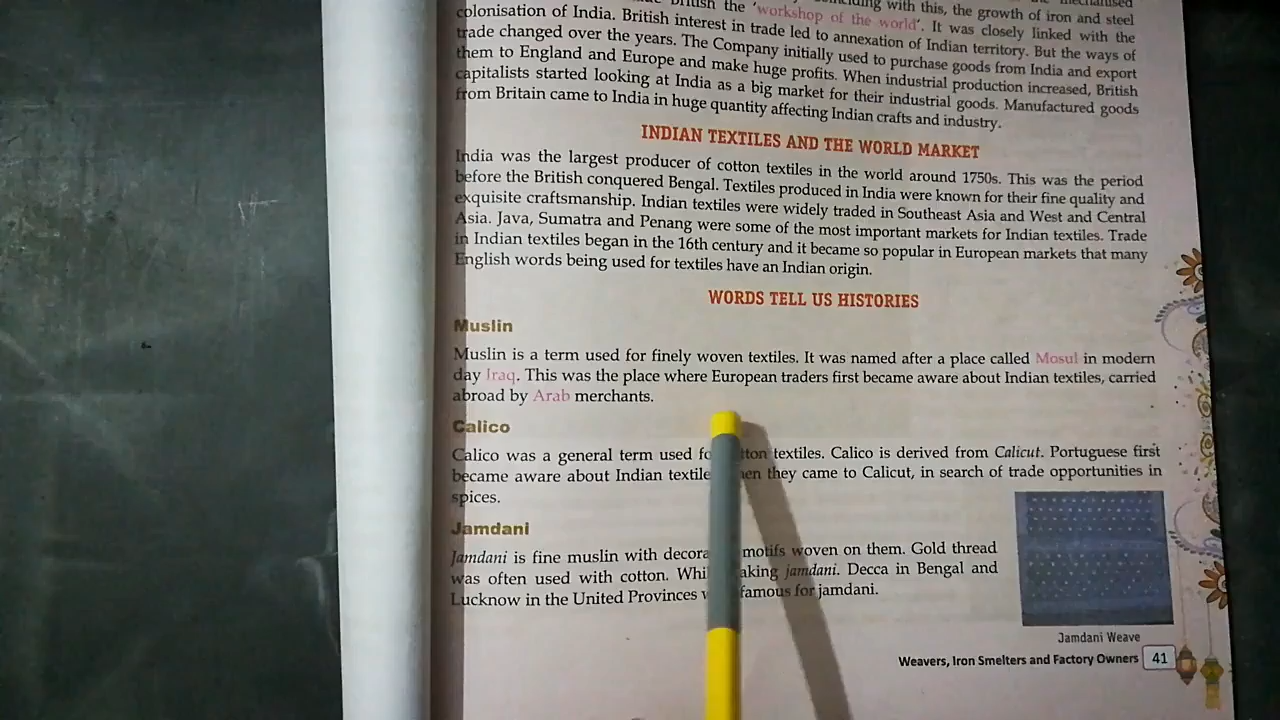 British the 'workshop of the world'. It was closely linked with the
coinciding with this, the growth of iron and steel
mechanised
colonisation of India. British interest in trade led to annexation of Indian territory. But the ways of
trade changed over the years. The Company initially used to purchase goods from India and export
them to England and Europe and make huge profits. When industrial production increased, British
capitalists started looking at India as a big market for their industrial goods. Manufactured goods
from Britain came to India in huge quantity affecting Indian crafts and industry.
INDIAN TEXTILES AND THE WORLD MARKET
India was the largest producer of cotton textiles in the world around 1750s. This was the period
before the British conquered Bengal. Textiles produced in India were known for their fine quality and
exquisite craftsmanship. Indian textiles were widely traded in Southeast Asia and West and Central
Asia. Java, Sumatra and Penang were some of the most important markets for Indian textiles. Trade
in Indian textiles began in the 16th century and it became so popular in European markets that many
English words being used for textiles have an Indian origin.
WORDS TELL US HISTORIES
Muslin
Muslin is a term used for finely woven textiles. It was named after a place called Mosul in modern
day Iraq. This was the place where European traders first became aware about Indian textiles, carried
abroad by Arab merchants.
Calico
Calico was a general term used textiles. Calico is derived from Calicut. Portuguese first
became aware about Indian they came to Calicut, in search of trade opportunities in
spices.
Jamdani
Jamdani is fine muslin with motifs woven on them. Gold thread
was often used with cotton. jamdani. Decca in Bengal and
Lucknow in the United Provinces famous for jamdani.
Jamdani Weave
Weavers, Iron Smelters and Factory Owners 41